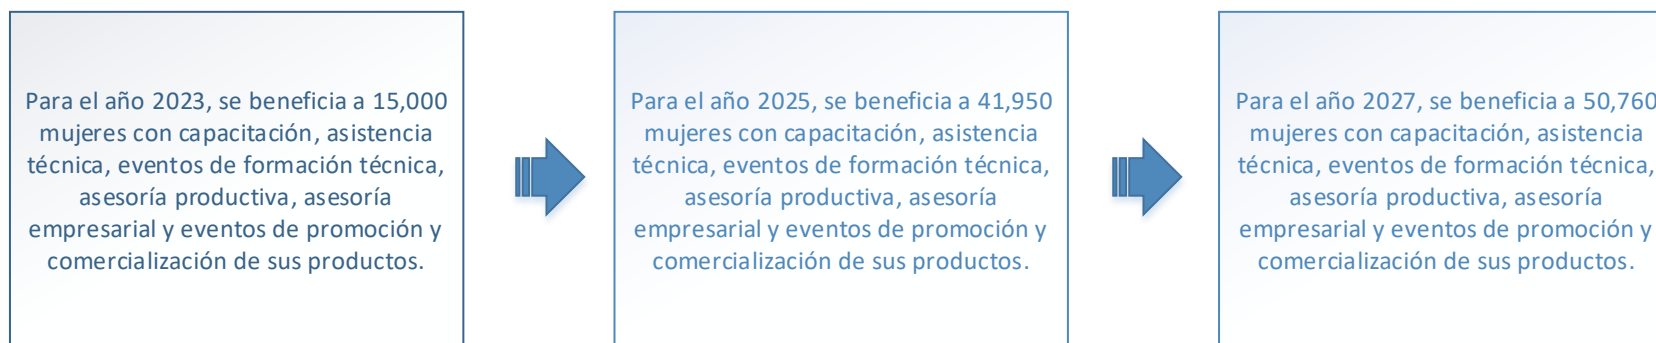 Para el año 2023, se beneficia a 15,000
mujeres con capacitación, asistencia
técnica, eventos de formación técnica,
asesoría productiva, asesoría
empresarial y eventos de promoción y
comercialización de sus productos.
Para el año 2025, se beneficia a 41,950
mujeres con capacitación, asistencia
técnica, eventos de formación técnica,
asesoría productiva, asesoría
empresarial y eventos de promoción y
comercialización de sus productos.
Para el año 2027, se beneficia a 50,760
mujeres con capacitación, asistencia
técnica, eventos de formación técnica,
asesoría productiva, asesoría
empresarial y eventos de promoción y
comercialización de sus productos.